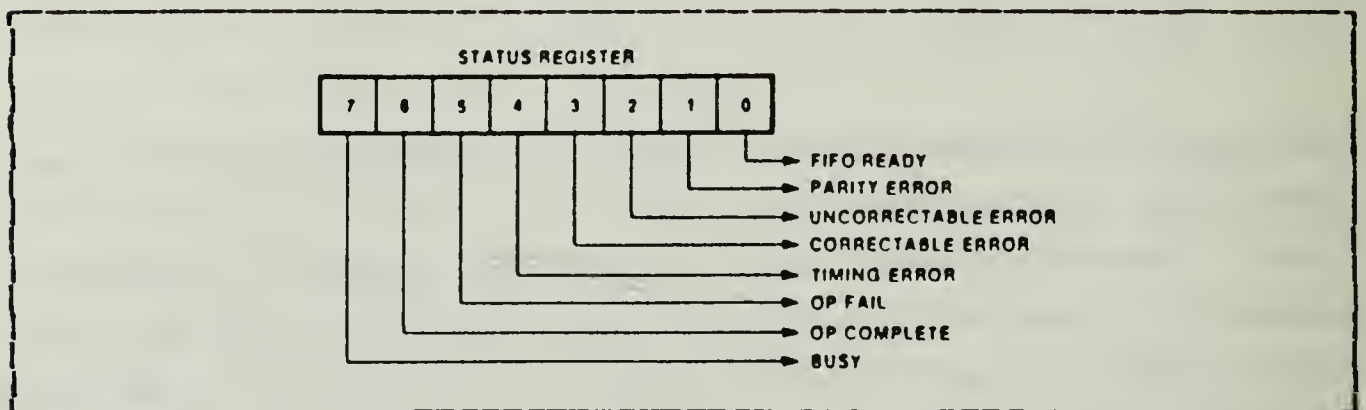 STATUS REGISTER
7 6 5 4 3 2 1 0
FIFO READY
PARITY ERROR
UNCORRECTABLE ERROR
CORRECTABLE ERROR
TIMING ERROR
OP FAIL
OP COMPLETE
BUSY